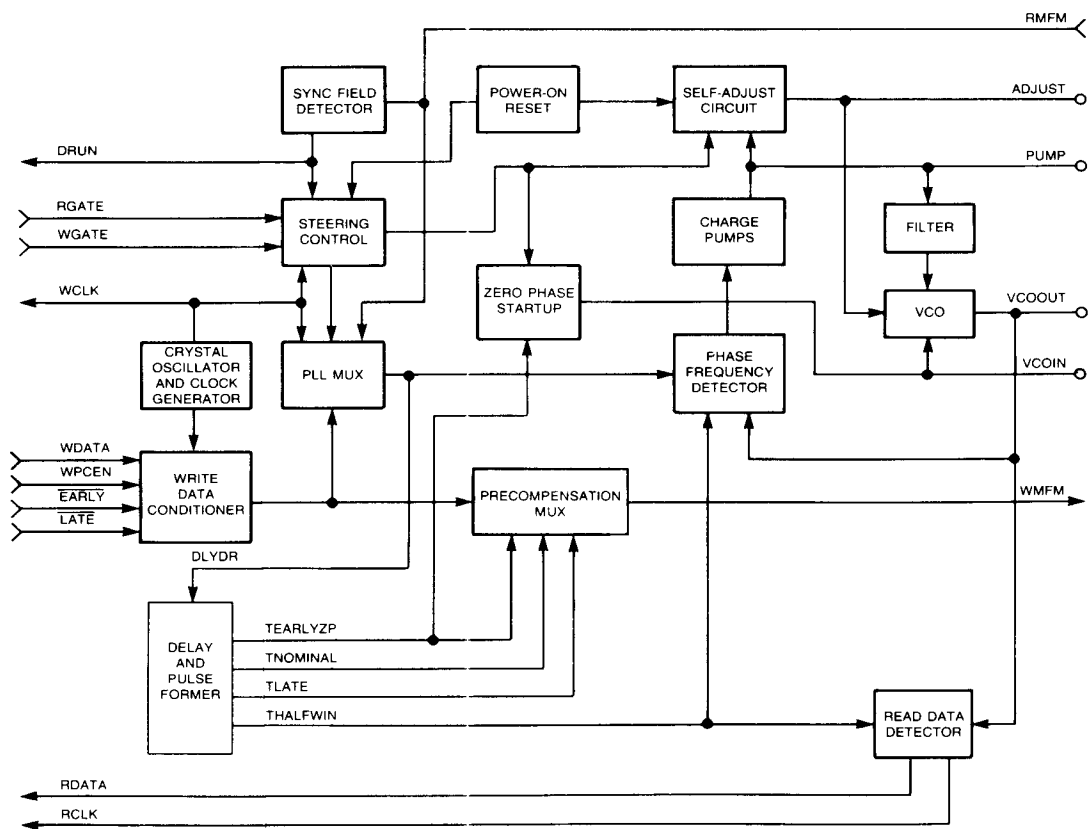 RMFM
SYNC FIELD
DETECTOR
POWER-ON
RESET
SELF-ADJUST
CIRCUIT
ADJUST
DRUN
PUMP
RGATE
WGATE
STEERING
CONTROL
CHARGE
PUMPS
FILTER
WCLK
ZERO PHASE
STARTUP
VCO
VCOOUT
CRYSTAL
OSCILLATOR
AND CLOCK
GENERATOR
PLL MUX
PHASE
FREQUENCY
DETECTOR
VCOIN
WDATA
WPCEN
EARLY
LATE
WRITE
DATA
CONDITIONER
PRECOMPENSATION
MUX
WMFM
DLYDR
DELAY
AND
PULSE
FORMER
TEARLYZP
TNOMINAL
TLATE
THALFWIN
READ DATA
DETECTOR
RDATA
RCLK